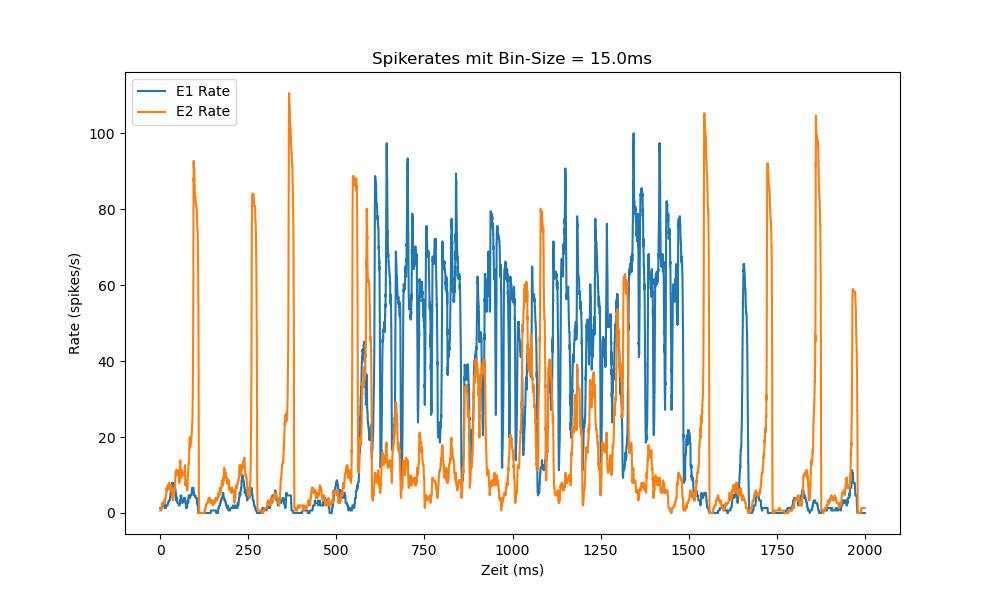 Spikerates mit Bin-Size = 15.0ms
E1 Rate
E2 Rate
Rate (spikes/s)
100
80
60
40
20
0
0 250 500 750 1000 1250 1500 1750 2000
Zeit (ms)